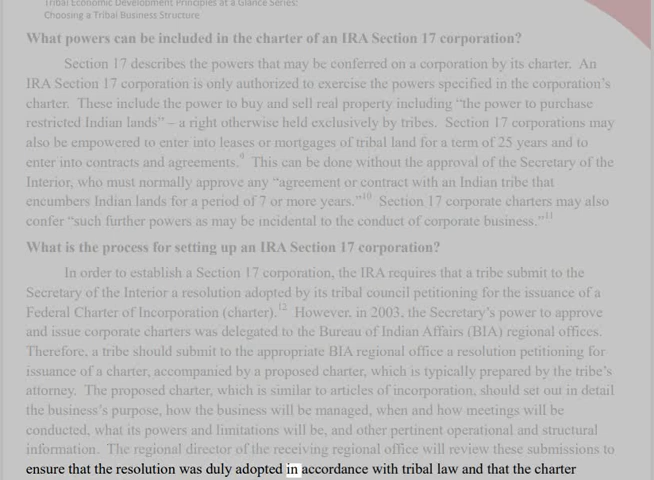 Tribal Economic Development Principles at a Glance Series:
Choosing a Tribal Business Structure
What powers can be included in the charter of an IRA Section 17 corporation?
Section 17 describes the powers that may be conferred on a corporation by its charter. An
IRA Section 17 corporation is only authorized to exercise the powers specified in the corporation’s
charter. These include the power to buy and sell real property including “the power to purchase
restricted Indian lands” – a right otherwise held exclusively by tribes. Section 17 corporations may
also be empowered to enter into leases or mortgages of tribal land for a term of 25 years and to
enter into contracts and agreements.9 This can be done without the approval of the Secretary of the
Interior, who must normally approve any “agreement or contract with an Indian tribe that
encumbers Indian lands for a period of 7 or more years.”10 Section 17 corporate charters may also
confer “such further powers as may be incidental to the conduct of corporate business.”11
What is the process for setting up an IRA Section 17 corporation?
In order to establish a Section 17 corporation, the IRA requires that a tribe submit to the
Secretary of the Interior a resolution adopted by its tribal council petitioning for the issuance of a
Federal Charter of Incorporation (charter).12 However, in 2003, the Secretary’s power to approve
and issue corporate charters was delegated to the Bureau of Indian Affairs (BIA) regional offices.
Therefore, a tribe should submit to the appropriate BIA regional office a resolution petitioning for
issuance of a charter, accompanied by a proposed charter, which is typically prepared by the tribe’s
attorney. The proposed charter, which is similar to articles of incorporation, should set out in detail
the business’s purpose, how the business will be managed, when and how meetings will be
conducted, what its powers and limitations will be, and other pertinent operational and structural
information. The regional director of the receiving regional office will review these submissions to
ensure that the resolution was duly adopted in accordance with tribal law and that the charter